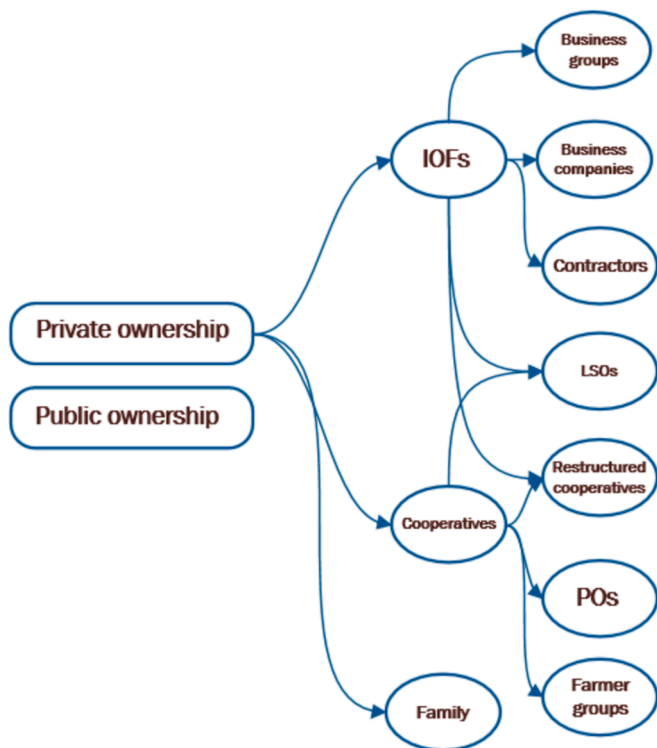 Business
groups
IOFs
Business
companies
Contractors
Private ownership
LSOs
Public ownership
Restructured
cooperatives
Cooperatives
POs
Farmer
groups
Family